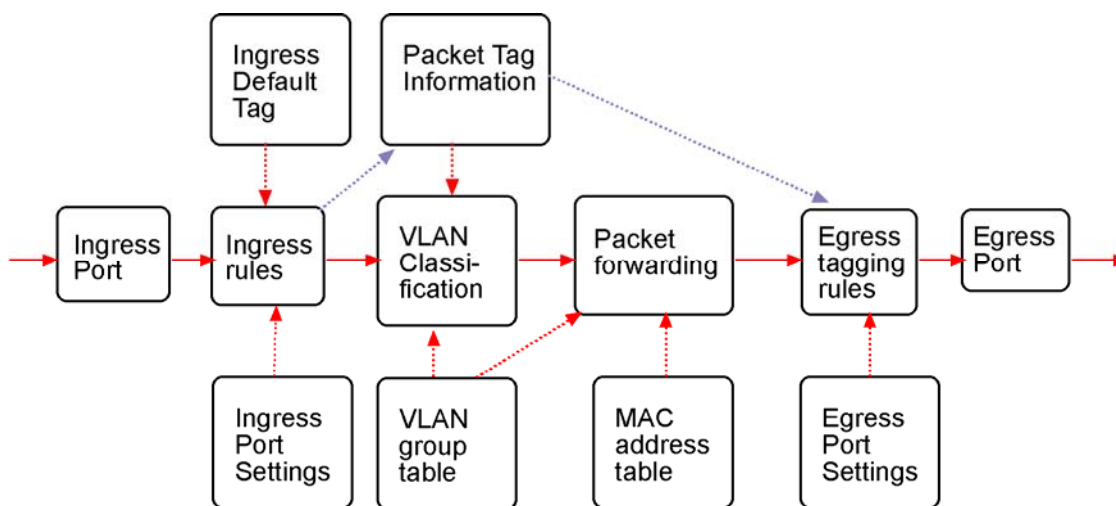 Ingress
Default
Tag
Packet Tag
Information
Ingress
Port
Ingress
rules
VLAN
Classi-
fication
Packet
forwarding
Egress
tagging
rules
Egress
Port
Ingress
Port
Settings
VLAN
group
table
MAC
address
table
Egress
Port
Settings